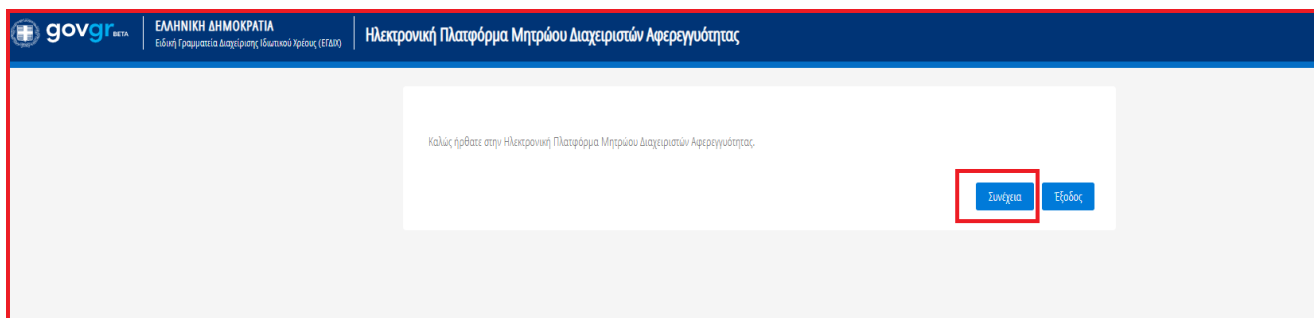 govgr BETA
ΕΛΛΗΝΙΚΗ ΔΗΜΟΚΡΑΤΙΑ
Ειδική Γραμματεία Διαχείρισης Ιδιωτικού Χρέους (ΕΓΔΙΧ)
Ηλεκτρονική Πλατφόρμα Μητρώου Διαχειριστών Αφερεγγυότητας
Καλώς ήρθατε στην Ηλεκτρονική Πλατφόρμα Μητρώου Διαχειριστών Αφερεγγυότητας.
Συνέχεια Έξοδος